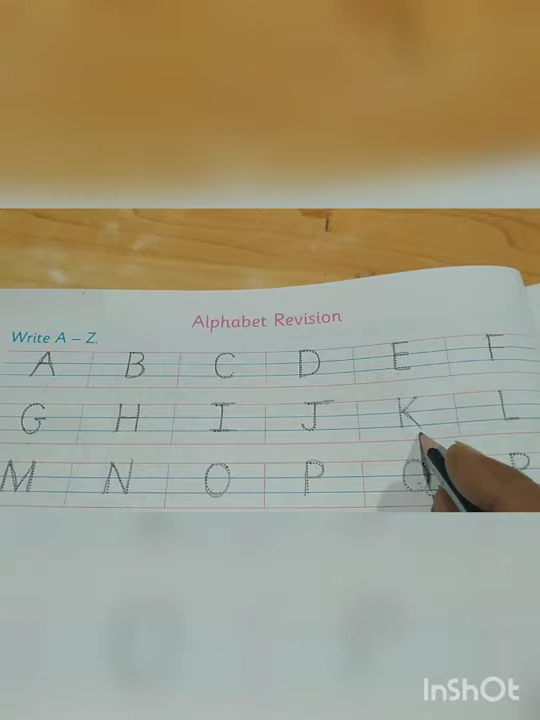 Alphabet Revision
Write A – Z.
A B C D E F
G H I J K L
M N O P Q R
InShOt